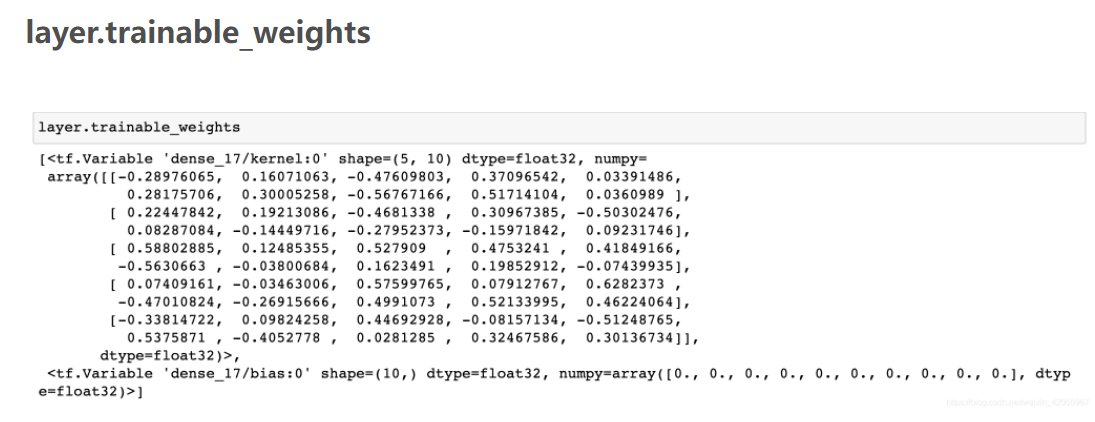 layer.trainable_weights
layer.trainable_weights
[<tf.Variable 'dense_17/kernel:0' shape=(5, 10) dtype=float32, numpy=
array([[-0.28976065, 0.16071063, -0.47609803, 0.37096542, 0.03391486,
0.28175706, 0.30005258, -0.56767166, 0.51714104, 0.0360989 ],
[ 0.22447842, 0.19213086, -0.4681338 , 0.30967385, -0.50302476,
0.08287084, -0.14449716, -0.27952373, -0.15971842, 0.09231746],
[ 0.58802885, 0.12485355, 0.527909 , 0.4753241 , 0.41849166,
-0.5630663 , -0.03800684, 0.1623491 , 0.19852912, -0.07439935],
[ 0.07409161, -0.03463006, 0.57599765, 0.07912767, 0.6282373 ,
-0.47010824, -0.26915666, 0.4991073 , 0.52133995, 0.46224064],
[-0.33814722, 0.09824258, 0.44692928, -0.08157134, -0.51248765,
0.5375871 , -0.4052778 , 0.0281285 , 0.32467586, 0.30136734]],
dtype=float32)>,
<tf.Variable 'dense_17/bias:0' shape=(10,) dtype=float32, numpy=array([0., 0., 0., 0., 0., 0., 0., 0., 0., 0.], dtyp
e=float32)>]